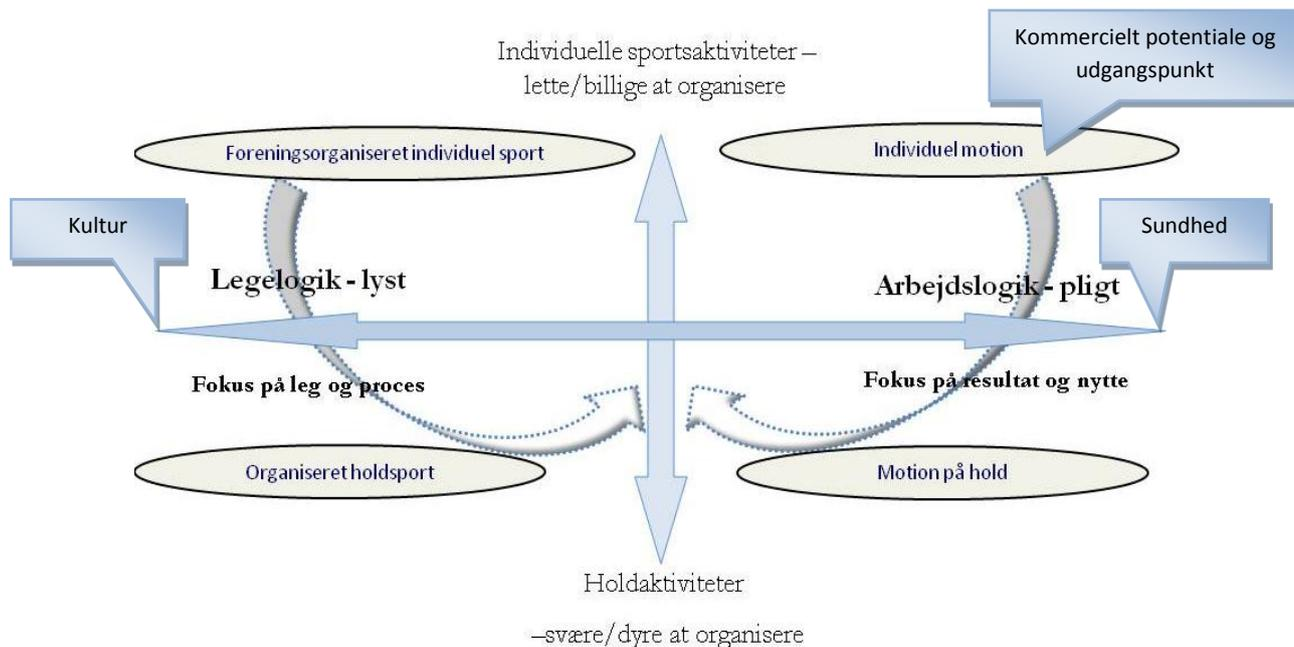 Individuelle sportsaktiviteter –
lette/billige at organisere
Kommercielt potentiale og
udgangspunkt
Foreningsorganiseret individuel sport
Individuel motion
Kultur
Sundhed
Legelogik - lyst
Arbejdslogik - pligt
Fokus på leg og proces
Fokus på resultat og nytte
Organiseret holdsport
Motion på hold
Holdaktiviteter
–svære/dyre at organisere